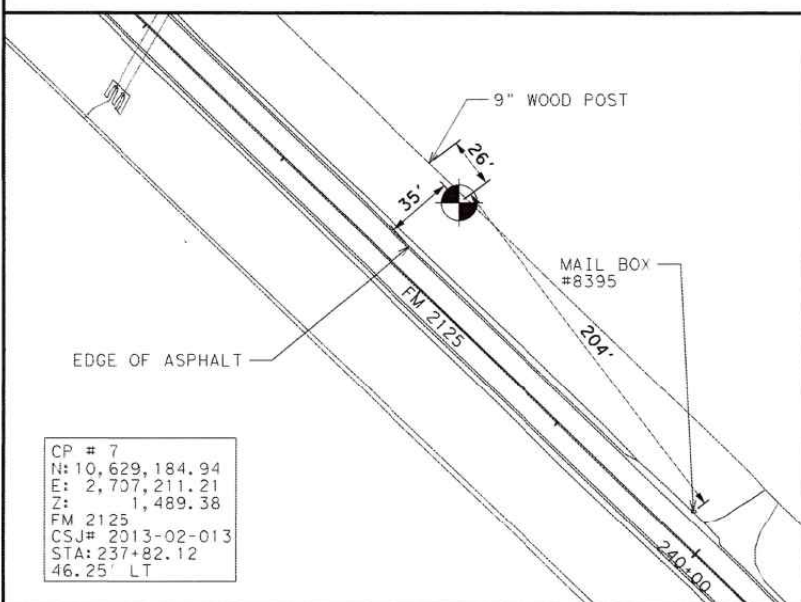 9" WOOD POST
26'
35'
MAIL BOX
#8395
FM 2125
204'
EDGE OF ASPHALT
CP # 7
N: 10,629,184.94
E: 2,707,211.21
Z: 1,489.38
FM 2125
CSJ# 2013-02-013
STA: 237+82.12
46.25' LT
240+00